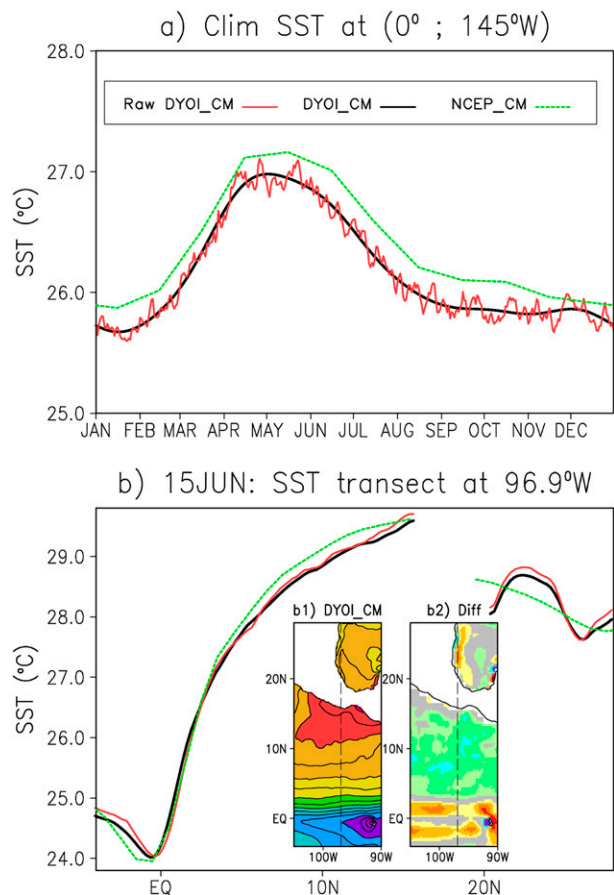 a) Clim SST at (0° ; 145°W)
28.0
Raw DYOI_CM DYOI_CM NCEP_CM
27.0
SST (°C)
26.0
25.0
JAN FEB MAR APR MAY JUN JUL AUG SEP OCT NOV DEC
b) 15JUN: SST transect at 96.9°W
29.0
28.0
27.0
26.0
25.0
24.0
SST (°C)
b1) DYOI_CM b2) Diff
20N 20N
10N 10N
EQ EQ
100W 90W 100W 90W
EQ 10N 20N